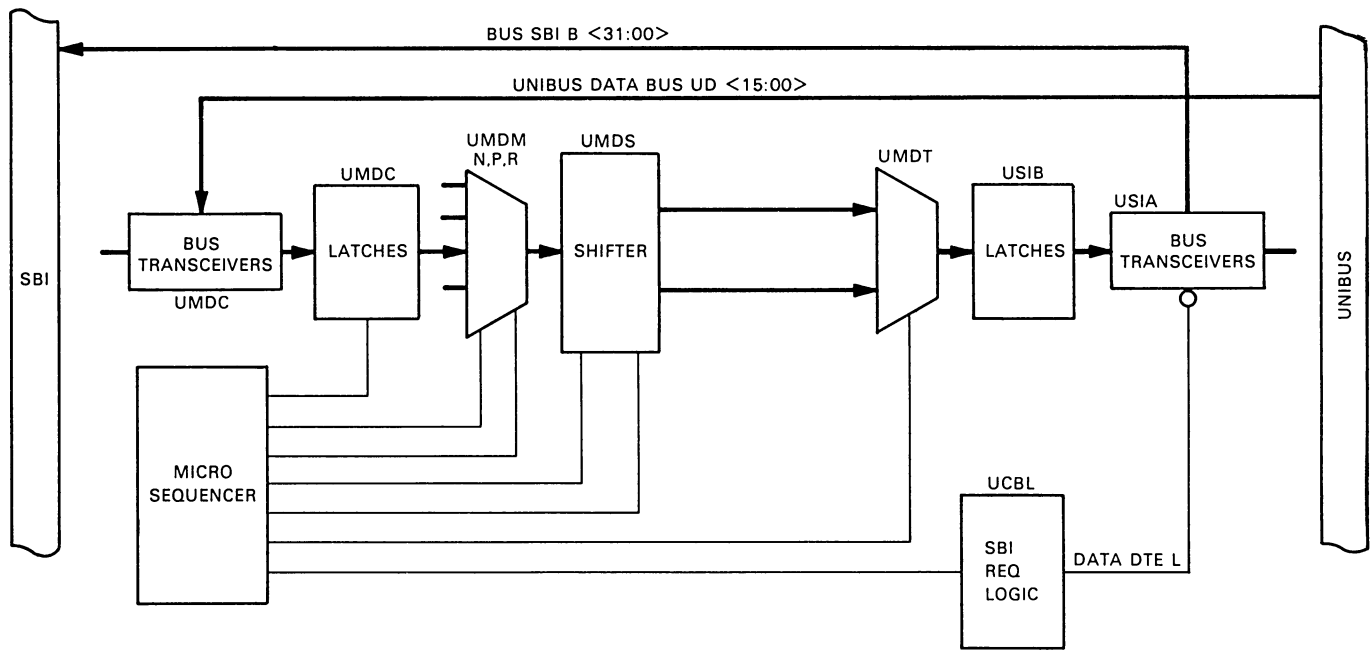 BUS SBI B <31:00>
UNIBUS DATA BUS UD <15:00>
UMDM
N,P,R
UMDS
UMDT
UMDC
USIB
USIA
BUS
TRANSCEIVERS
UMDC
LATCHES
SHIFTER
LATCHES
BUS
TRANSCEIVERS
SBI
UNIBUS
MICRO
SEQUENCER
UCBL
SBI
REQ
LOGIC
DATA DTE L